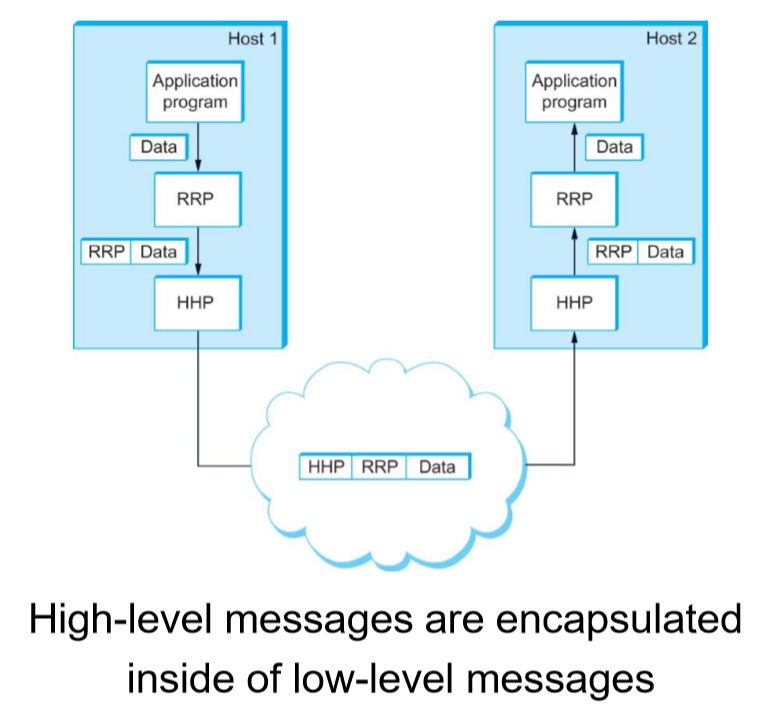 Host 1
Application
program
Data
RRP
RRP Data
HHP
Host 2
Application
program
Data
RRP
RRP Data
HHP
HHP RRP Data
High-level messages are encapsulated
inside of low-level messages